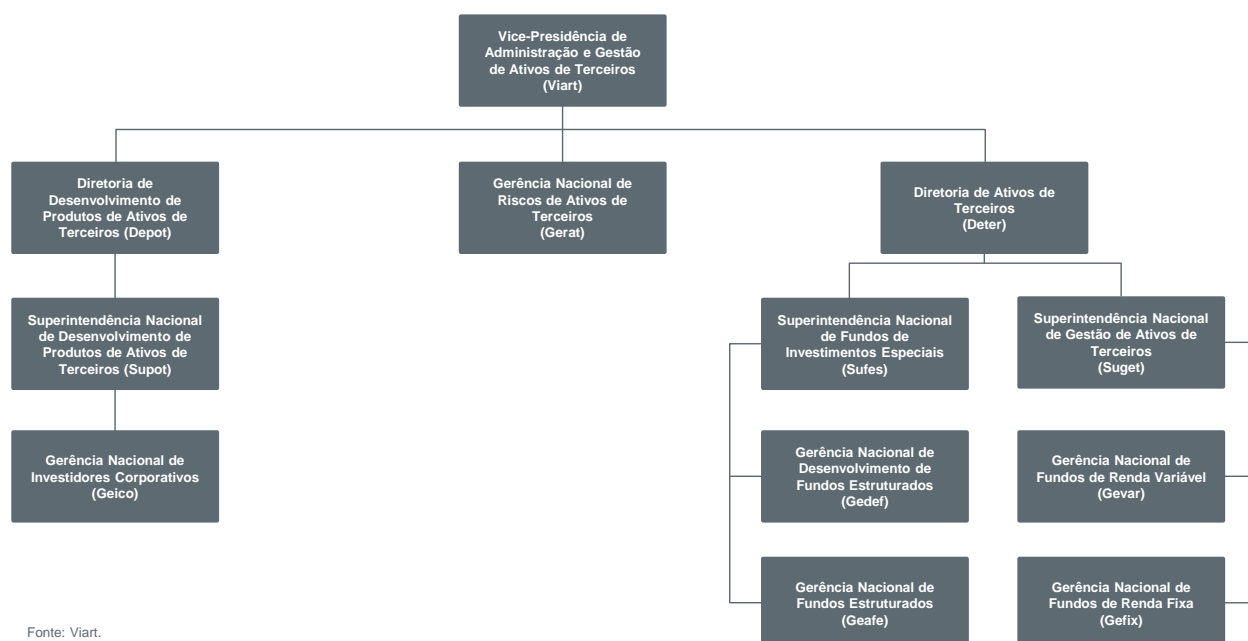 Vice-Presidência de
Administração e Gestão
de Ativos de Terceiros
(Viart)
Diretoria de
Desenvolvimento de
Produtos de Ativos de
Terceiros (Depot)
Gerência Nacional de
Riscos de Ativos de
Terceiros
(Gerat)
Diretoria de Ativos de
Terceiros
(Deter)
Superintendência Nacional
de Desenvolvimento de
Produtos de Ativos de
Terceiros (Supot)
Superintendência Nacional
de Fundos de
Investimentos Especiais
(Sufes)
Superintendência Nacional
de Gestão de Ativos de
Terceiros
(Suget)
Gerência Nacional de
Investidores Corporativos
(Geico)
Gerência Nacional de
Desenvolvimento de
Fundos Estruturados
(Gedef)
Gerência Nacional de
Fundos de Renda Variável
(Gevar)
Gerência Nacional de
Fundos Estruturados
(Geafe)
Gerência Nacional de
Fundos de Renda Fixa
(Gefix)
Fonte: Viart.